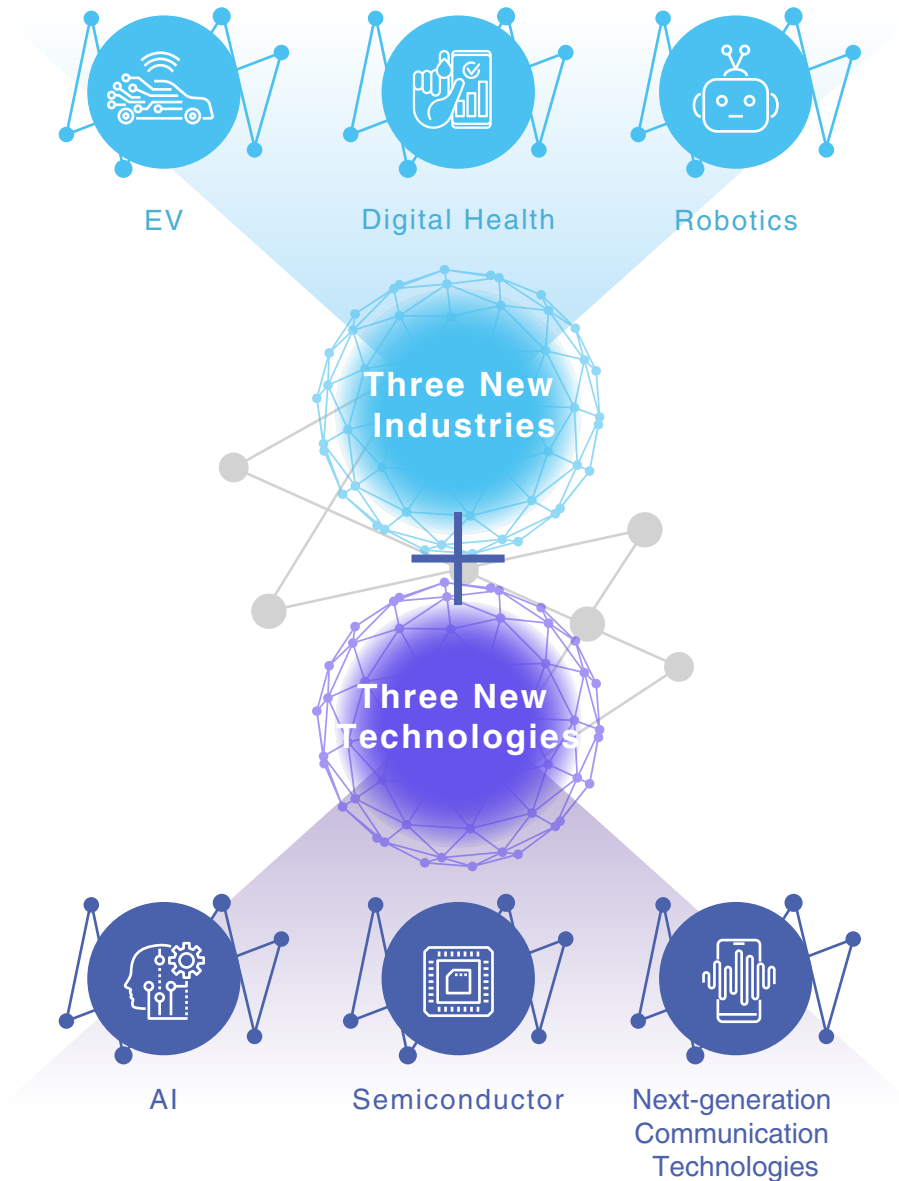 EV
Digital Health
Robotics
Three New
Industries
Three New
Technologies
AI
Semiconductor
Next-generation
Communication
Technologies